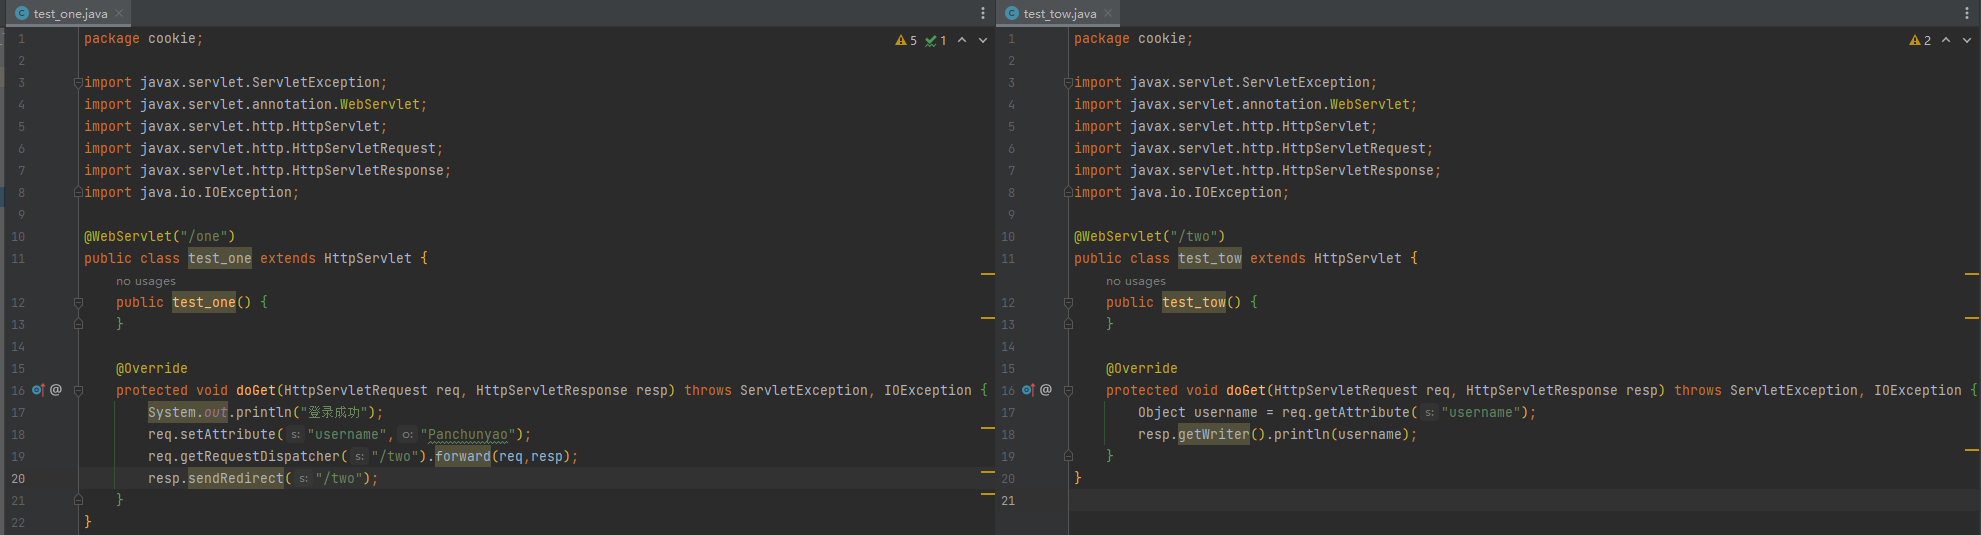 test_one.java
5 1
1 package cookie;
2
3 import javax.servlet.ServletException;
4 import javax.servlet.annotation.WebServlet;
5 import javax.servlet.http.HttpServlet;
6 import javax.servlet.http.HttpServletRequest;
7 import javax.servlet.http.HttpServletResponse;
8 import java.io.IOException;
9
10 @WebServlet("/one")
11 public class test_one extends HttpServlet {
no usages
12 public test_one() {
13 }
14
15 @Override
16 @ protected void doGet(HttpServletRequest req, HttpServletResponse resp) throws ServletException, IOException {
17 System.out.println("登录成功");
18 req.setAttribute( s: "username", o: "Panchunyao");
19 req.getRequestDispatcher( s: "/two").forward(req,resp);
20 resp.sendRedirect( s: "/two");
21 }
22 }
test_tow.java
2
1 package cookie;
2
3 import javax.servlet.ServletException;
4 import javax.servlet.annotation.WebServlet;
5 import javax.servlet.http.HttpServlet;
6 import javax.servlet.http.HttpServletRequest;
7 import javax.servlet.http.HttpServletResponse;
8 import java.io.IOException;
9
10 @WebServlet("/two")
11 public class test_tow extends HttpServlet {
no usages
12 public test_tow() {
13 }
14
15 @Override
16 @ protected void doGet(HttpServletRequest req, HttpServletResponse resp) throws ServletException, IOException {
17 Object username = req.getAttribute( s: "username");
18 resp.getWriter().println(username);
19 }
20 }
21